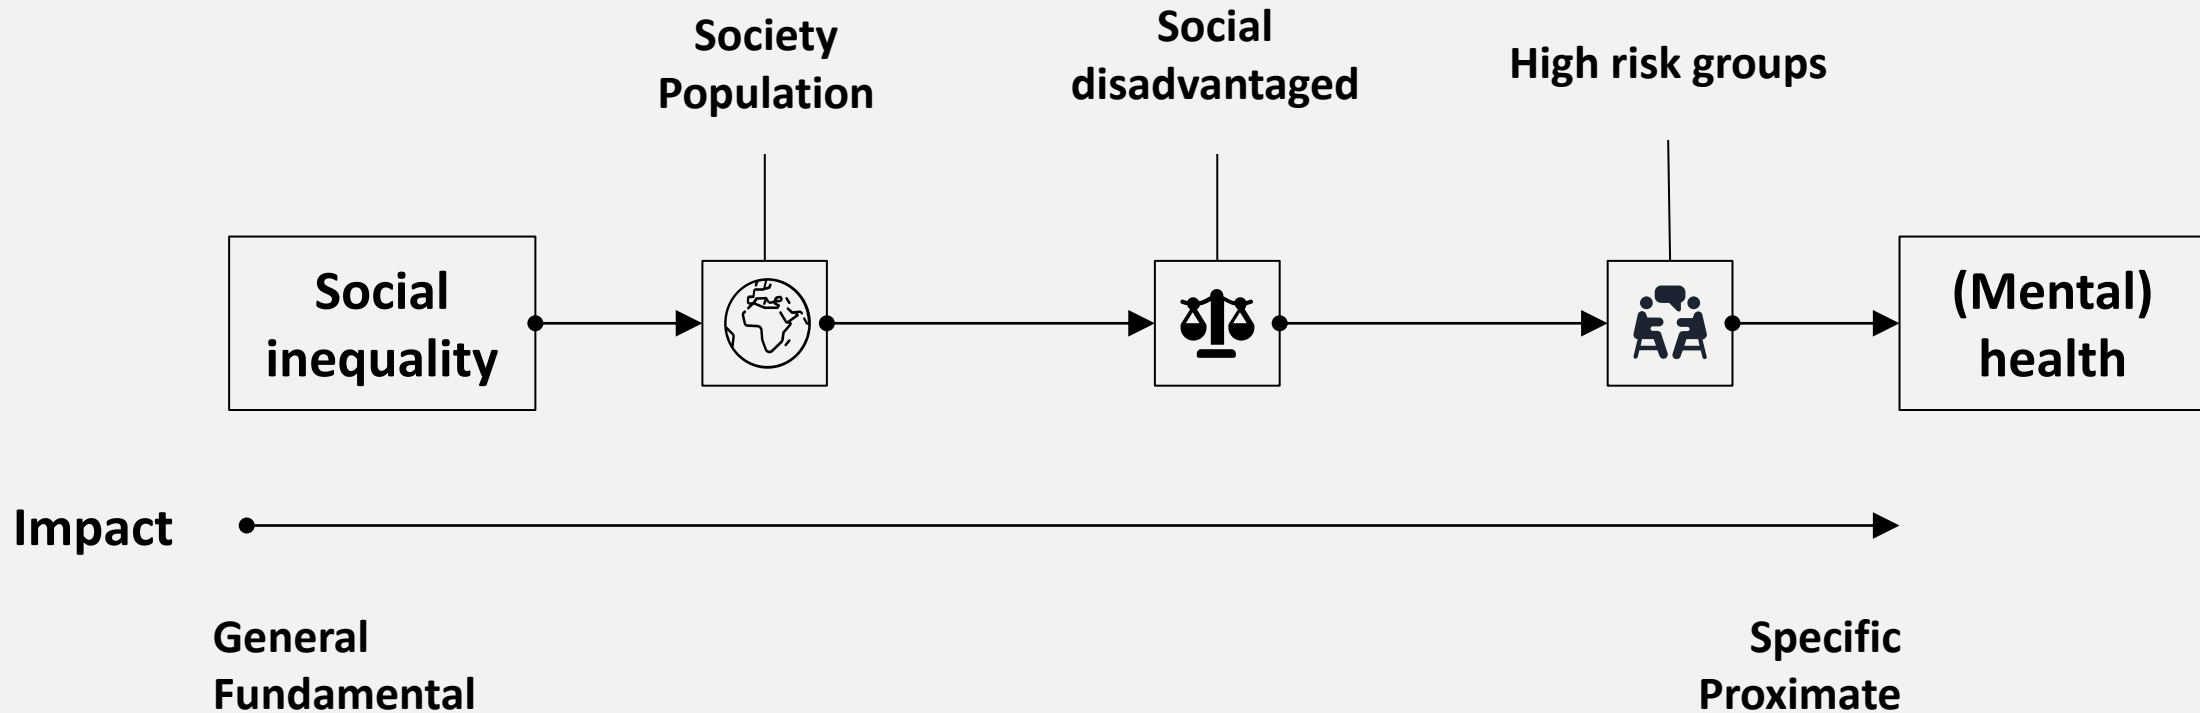 Society
Population
Social
disadvantaged
High risk groups
Social
inequality
(Mental)
health
Impact
General
Fundamental
Specific
Proximate